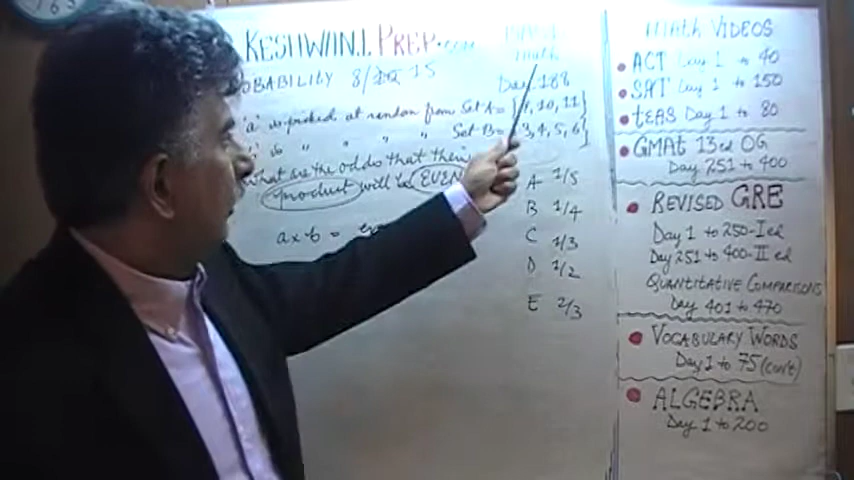 KESHWANI PREP
OBABILITY 8/ 15
Day 188
'a' is picked at random from Set A = { , 10, 11}
is " " " " Set B = 3, 4, 5, 6}
what are the odds that their
product will be EVEN
a x b =
A 1/5
B 1/4
C 1/3
D 1/2
E 2/3
MATH VIDEOS
ACT Day 1 to 40
SAT Day 1 to 150
tEAS Day 1 to 80
GMAT 13 ed OG
Day 251 to 400
REVISED GRE
Day 1 to 250-I ed
Day 251 to 400-II ed
QUANTITATIVE COMPARISONS
Day 401 to 470
VOCABULARY WORDS
Day 1 to 75 (con't)
ALGEBRA
Day 1 to 200